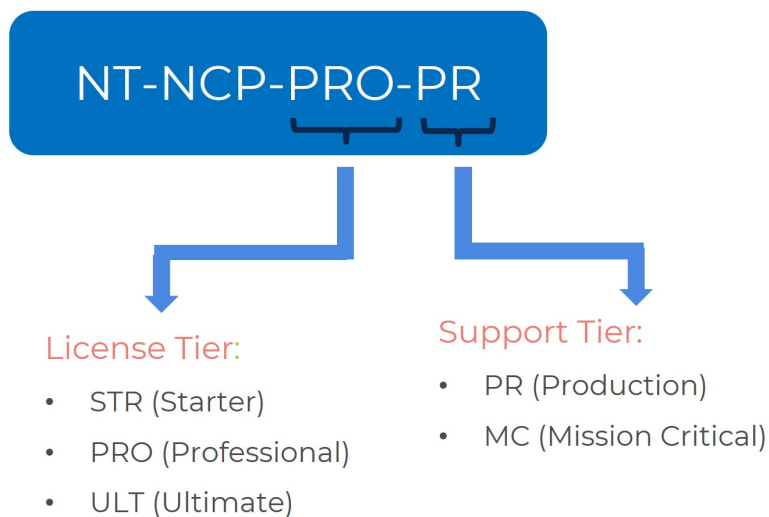 NT-NCP-PRO-PR
License Tier:
• STR (Starter)
• PRO (Professional)
• ULT (Ultimate)
Support Tier:
• PR (Production)
• MC (Mission Critical)